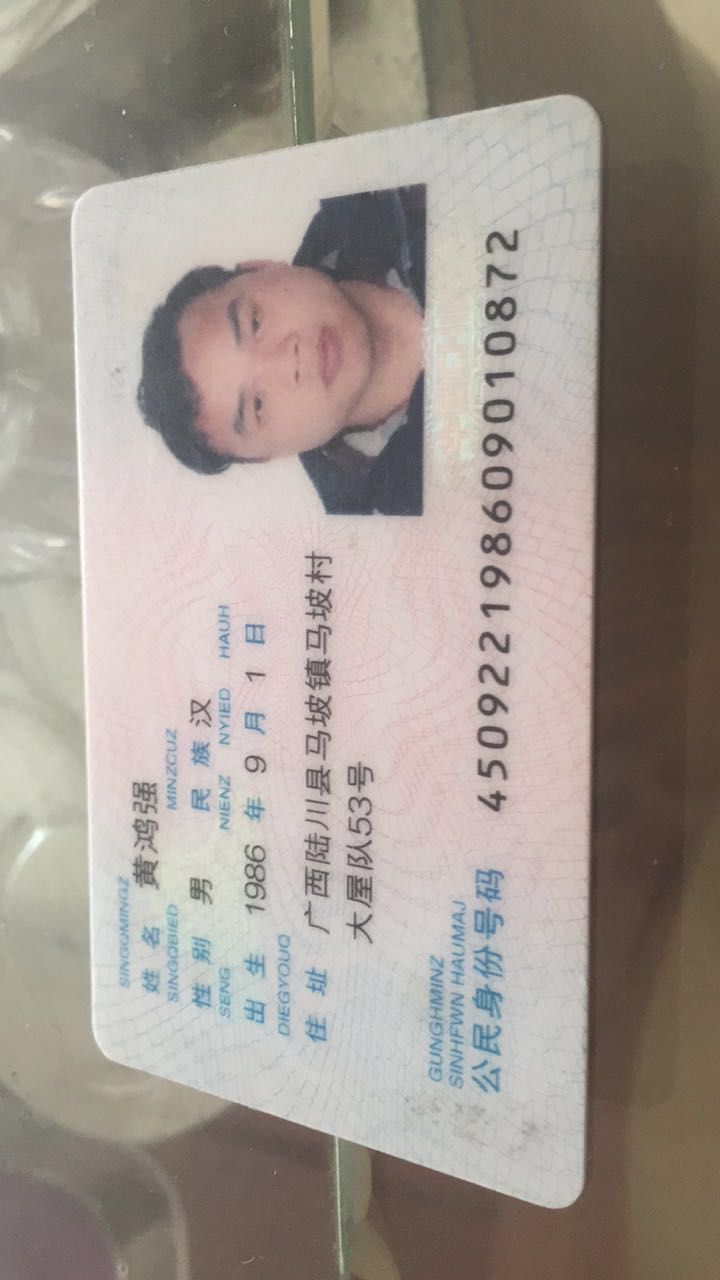 SINGQMINGZ
姓名 黄鸿强
SINGQBIED MINZCUZ
性别 男 民族 汉
SENG NIENZ NYIED HAUH
出生 1986 年 9 月 1 日
DIEGYOUQ
住址 广西陆川县马坡镇马坡村
大屋队53号
GUNGHMINZ
SINHFWN HAUMAJ
公民身份号码 450922198609010872